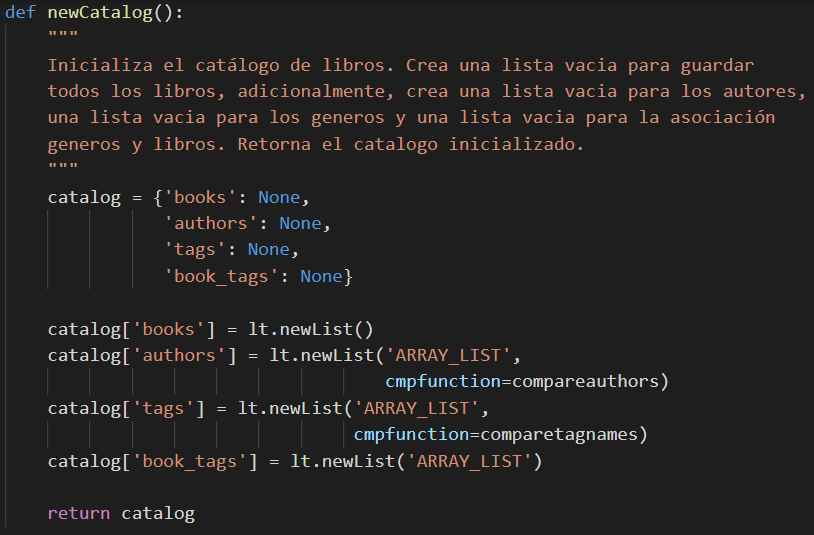 def newCatalog():
    """
    Inicializa el catálogo de libros. Crea una lista vacia para guardar
    todos los libros, adicionalmente, crea una lista vacia para los autores,
    una lista vacia para los generos y una lista vacia para la asociación
    generos y libros. Retorna el catalogo inicializado.
    """
    catalog = {'books': None,
               'authors': None,
               'tags': None,
               'book_tags': None}

    catalog['books'] = lt.newList()
    catalog['authors'] = lt.newList('ARRAY_LIST',
                                    cmpfunction=compareauthors)
    catalog['tags'] = lt.newList('ARRAY_LIST',
                                 cmpfunction=comparetagnames)
    catalog['book_tags'] = lt.newList('ARRAY_LIST')

    return catalog